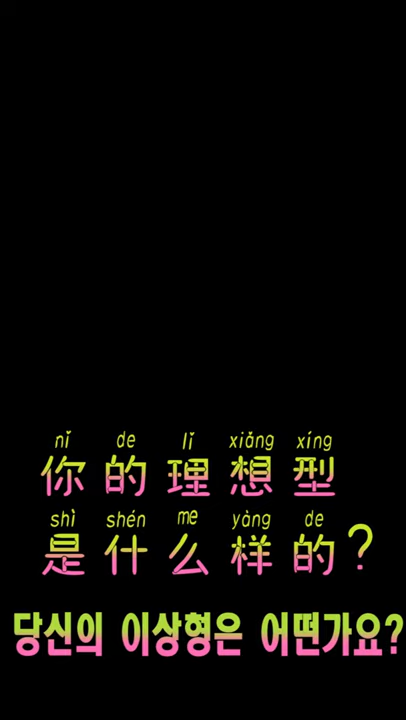 nǐ de lǐ xiǎng xíng
你的理想型
shì shén me yàng de
是什么样的?
당신의 이상형은 어떤가요?